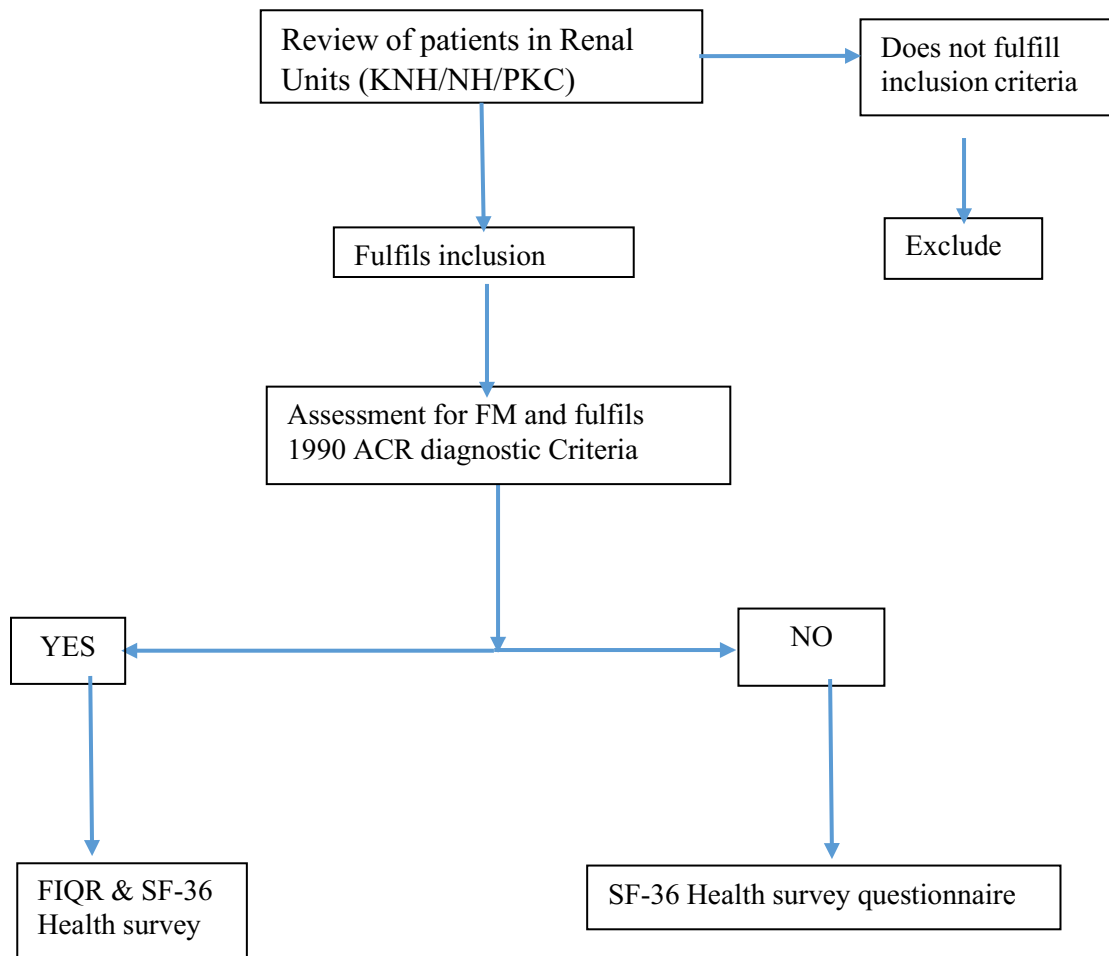 Review of patients in Renal
Units (KNH/NH/PKC)
Does not fulfill
inclusion criteria
Fulfils inclusion
Exclude
Assessment for FM and fulfils
1990 ACR diagnostic Criteria
YES
NO
FIQR & SF-36
Health survey
SF-36 Health survey questionnaire